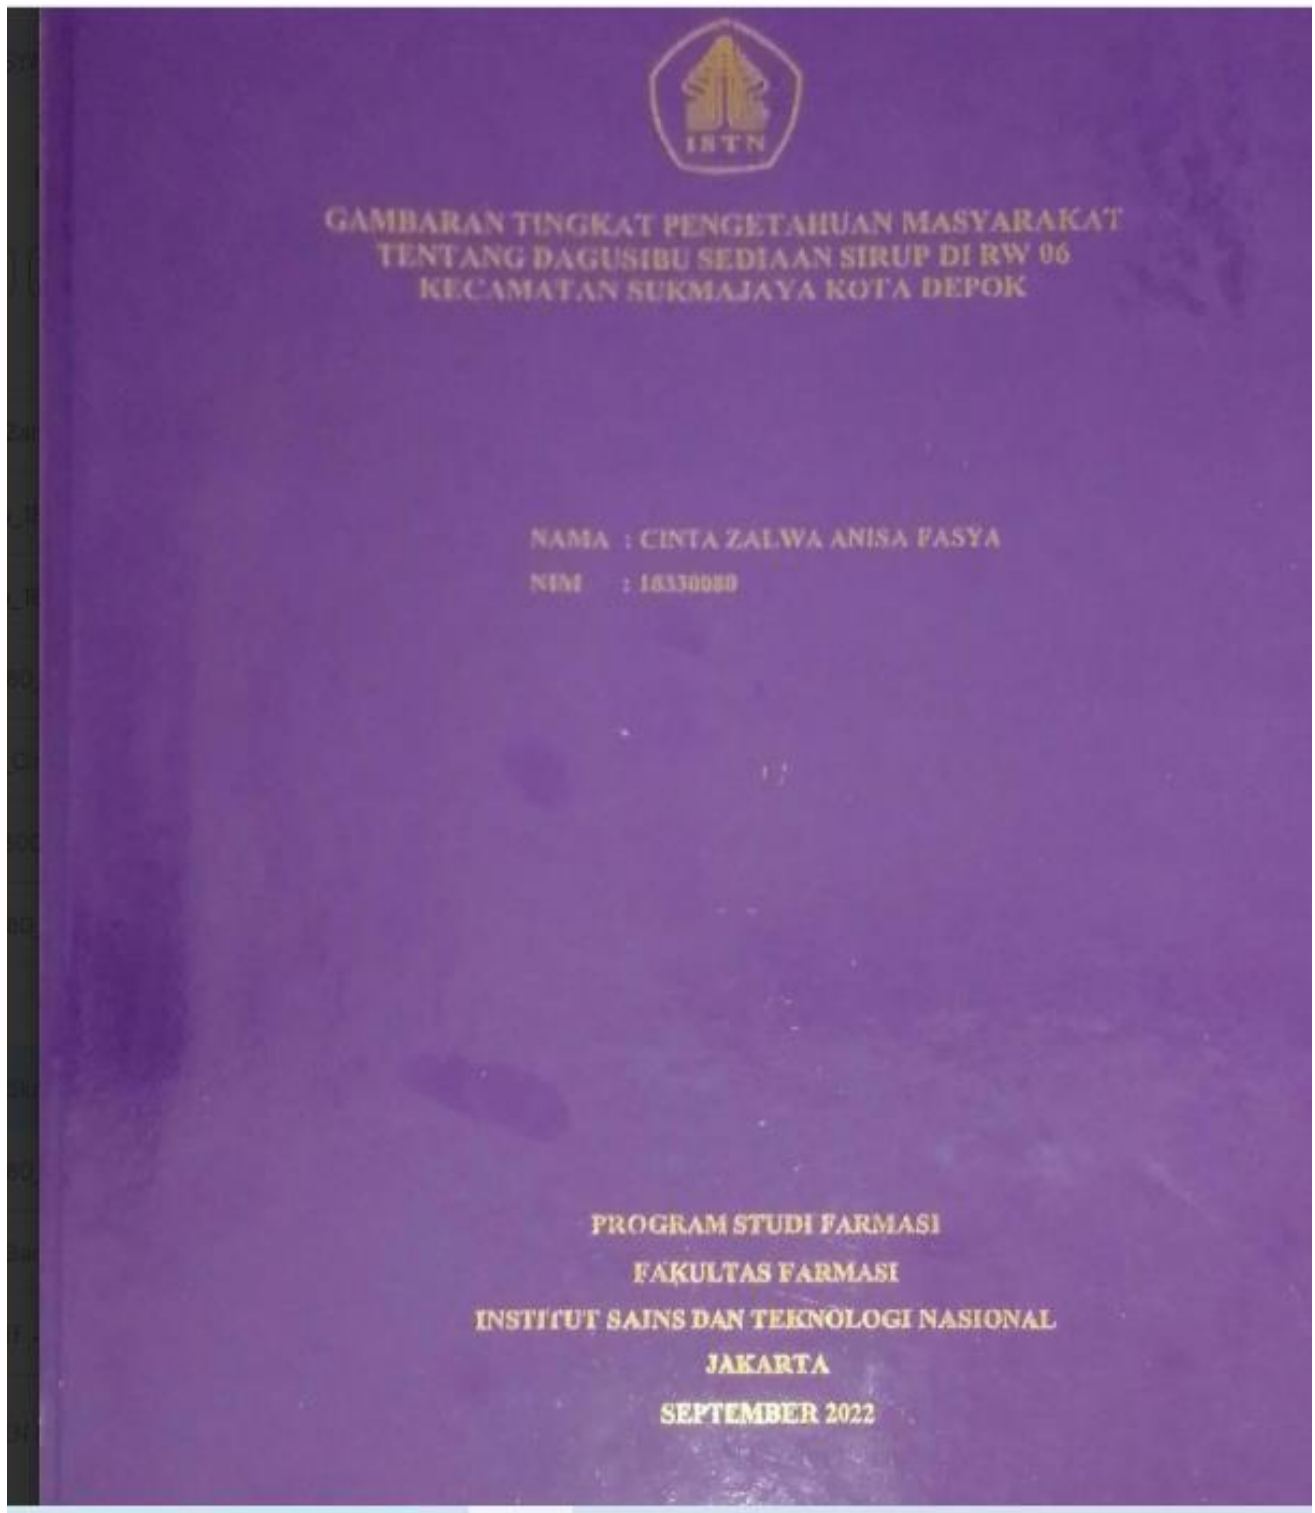 ISTN
GAMBARAN TINGKAT PENGETAHUAN MASYARAKAT
TENTANG DAGUSIBU SEDIAAN SIRUP DI RW 06
KECAMATAN SUKMAJAYA KOTA DEPOK
NAMA : CINTA ZALWA ANISA FASYA
NIM : 18330080
PROGRAM STUDI FARMASI
FAKULTAS FARMASI
INSTITUT SAINS DAN TEKNOLOGI NASIONAL
JAKARTA
SEPTEMBER 2022